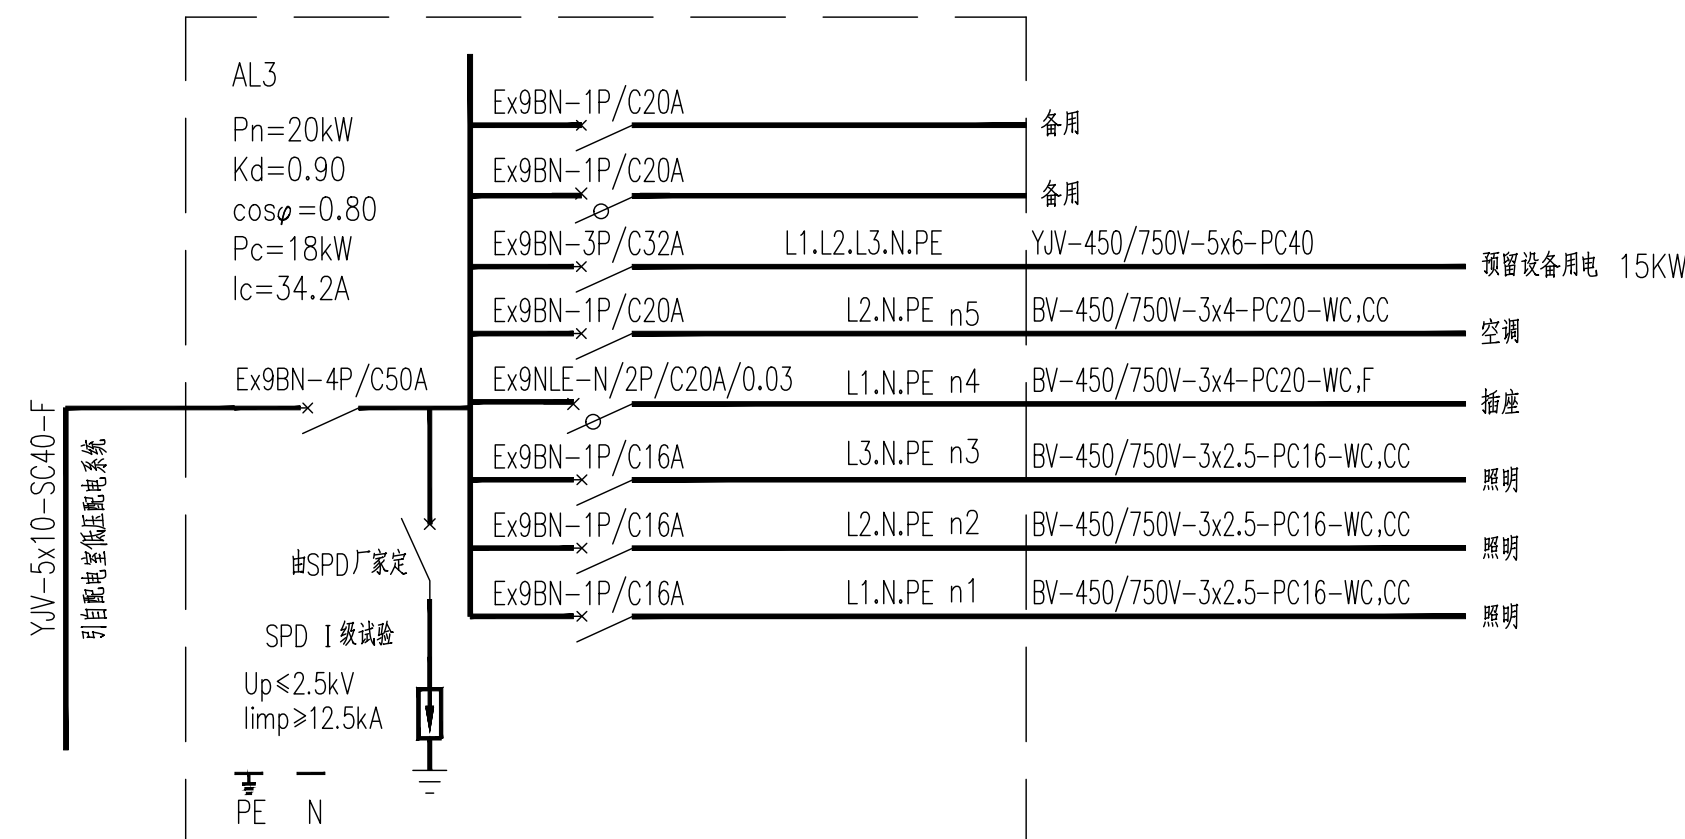 AL3
Pn=20kW
Kd=0.90
cosφ=0.80
Pc=18kW
Ic=34.2A
Ex9BN-4P/C50A
YJV-5x10-SC40-F
引自配电室低压配电系统
由SPD厂家定
SPD I级试验
Up≤2.5kV
Iimp≥12.5kA
PE N
Ex9BN-1P/C20A 备用
Ex9BN-1P/C20A 备用
Ex9BN-3P/C32A L1.L2.L3.N.PE YJV-450/750V-5x6-PC40 预留设备用电 15KW
Ex9BN-1P/C20A L2.N.PE n5 BV-450/750V-3x4-PC20-WC,CC 空调
Ex9NLE-N/2P/C20A/0.03 L1.N.PE n4 BV-450/750V-3x4-PC20-WC,F 插座
Ex9BN-1P/C16A L3.N.PE n3 BV-450/750V-3x2.5-PC16-WC,CC 照明
Ex9BN-1P/C16A L2.N.PE n2 BV-450/750V-3x2.5-PC16-WC,CC 照明
Ex9BN-1P/C16A L1.N.PE n1 BV-450/750V-3x2.5-PC16-WC,CC 照明